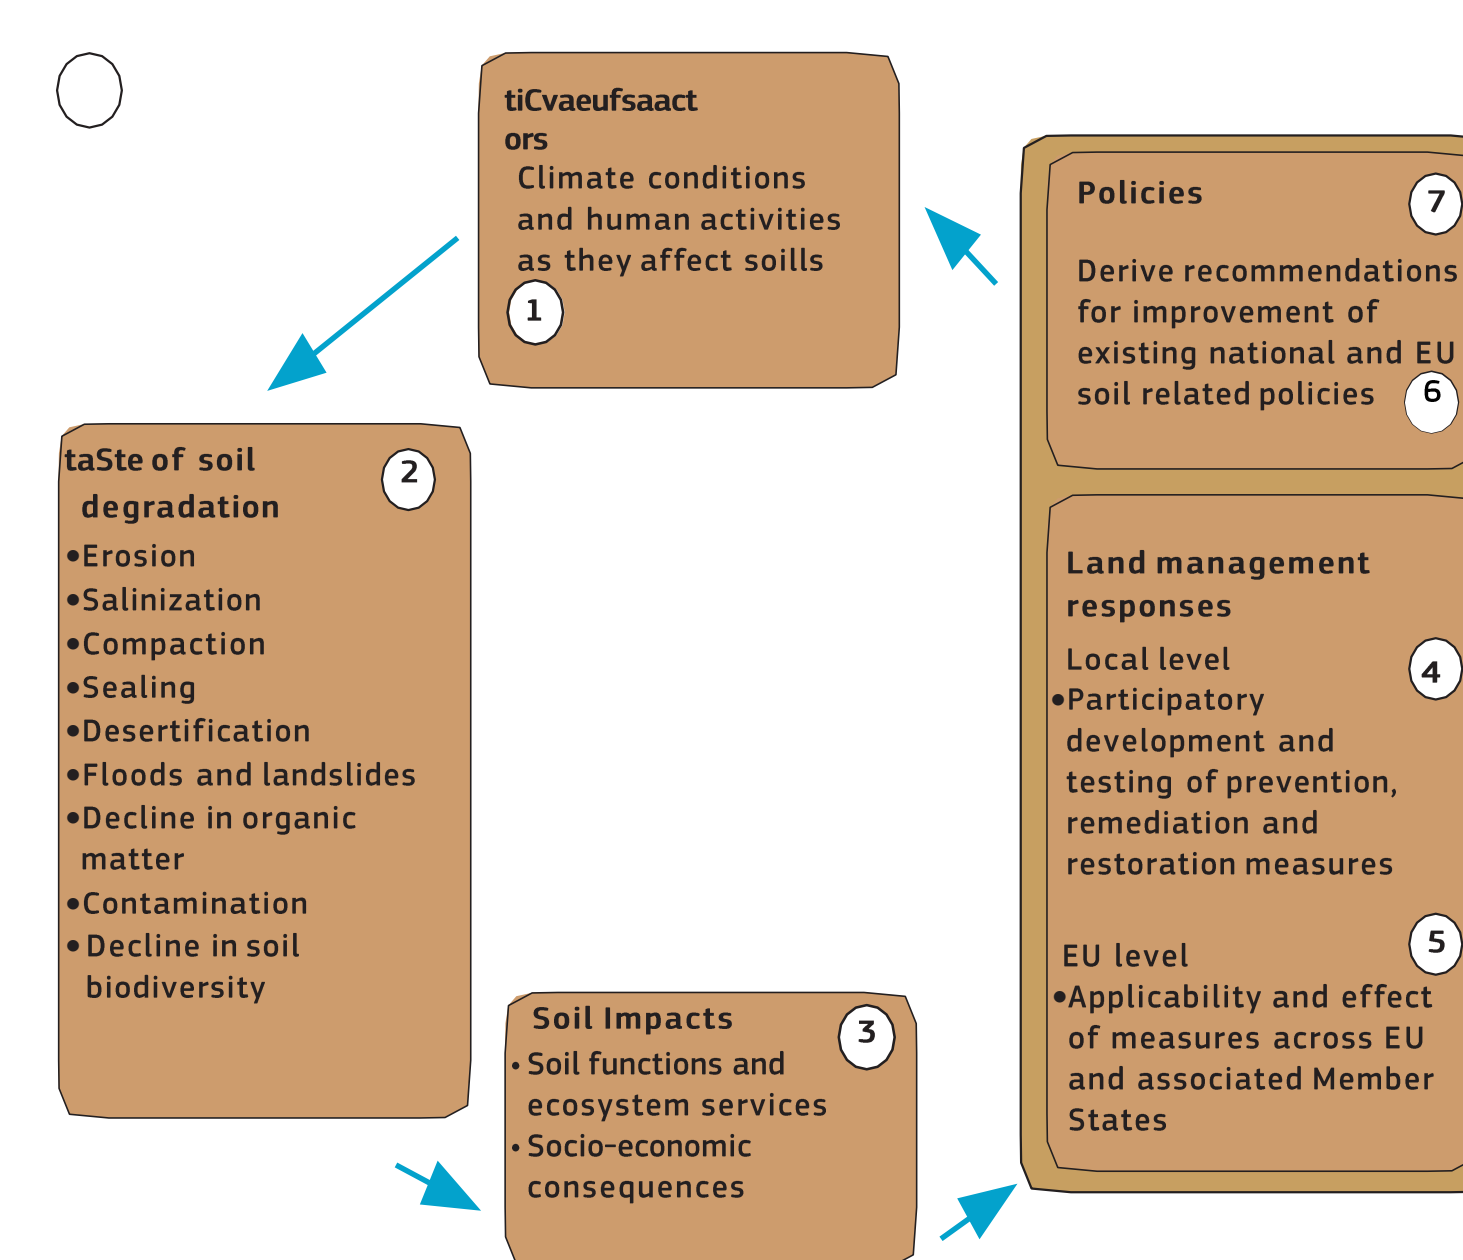 tiCvaeufsaact
ors
Climate conditions
and human activities
as they affect soills
1
taSte of soil
2
degradation
•Erosion
•Salinization
•Compaction
•Sealing
•Desertification
•Floods and landslides
•Decline in organic
matter
•Contamination
• Decline in soil
biodiversity
Soil Impacts
3
• Soil functions and
ecosystem services
• Socio-economic
consequences
Policies
7
Derive recommendations
for improvement of
existing national and EU
soil related policies
6
Land management
responses
Local level
4
•Participatory
development and
testing of prevention,
remediation and
restoration measures
EU level
5
•Applicability and effect
of measures across EU
and associated Member
States